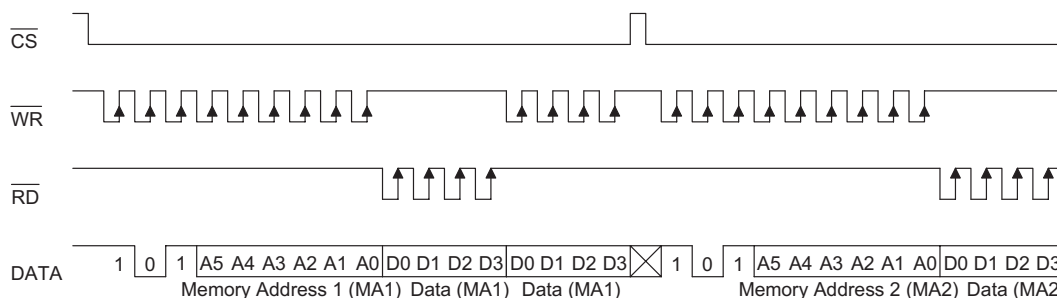 CS
WR
RD
DATA 1 0 1 A5 A4 A3 A2 A1 A0 D0 D1 D2 D3 D0 D1 D2 D3 1 0 1 A5 A4 A3 A2 A1 A0 D0 D1 D2 D3
Memory Address 1 (MA1) Data (MA1) Data (MA1) Memory Address 2 (MA2) Data (MA2